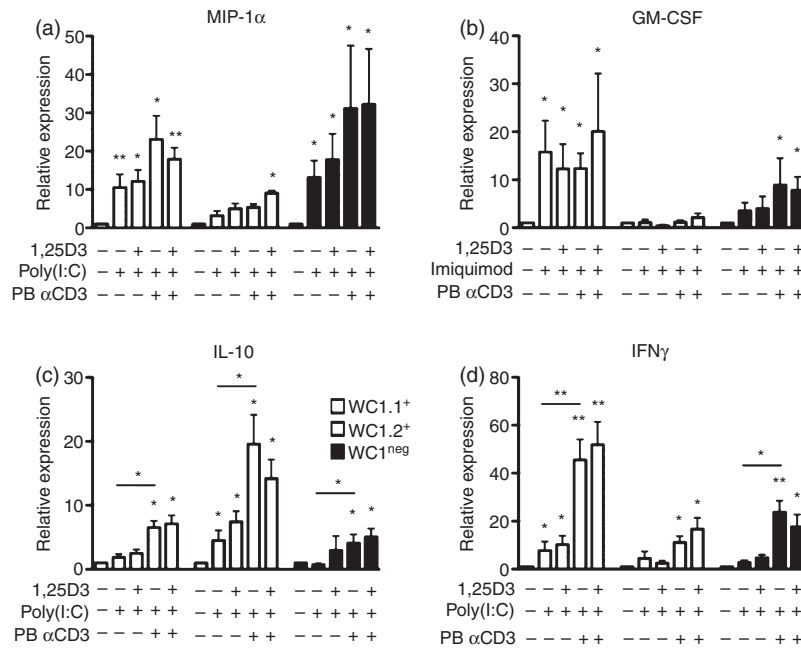 (a)
MIP-1α
Relative expression
50
40
30
20
10
0
** * * **
*
* * * *
1,25D3 – – + – + – – + – + – – + – +
Poly(I:C) – + + + + – + + + + – + + + +
PB αCD3 – – – + + – – – + + – – – + +
(b)
GM-CSF
Relative expression
40
30
20
10
0
* * * *
* *
1,25D3 – – + – + – – + – + – – + – +
Imiquimod – + + + + – + + + + – + + + +
PB αCD3 – – – + + – – – + + – – – + +
(c)
IL-10
Relative expression
30
20
10
0
*
* *
*
* * * *
*
* *
WC1.1+
WC1.2+
WC1neg
1,25D3 – – + – + – – + – + – – + – +
Poly(I:C) – + + + + – + + + + – + + + +
PB αCD3 – – – + + – – – + + – – – + +
(d)
IFNγ
Relative expression
80
60
40
20
0
**
* * ** **
* *
*
** *
1,25D3 – – + – + – – + – + – – + – +
Poly(I:C) – + + + + – + + + + – + + + +
PB αCD3 – – – + + – – – + + – – – + +